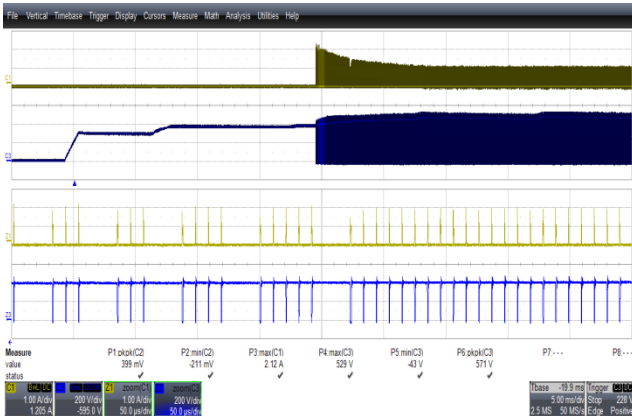 File Vertical Timebase Trigger Display Cursors Measure Math Analysis Utilities Help
Measure P1:pkpk(C2) P2:min(C2) P3:max(C1) P4:max(C3) P5:min(C3) P6:pkpk(C3) P7:--- P8:---
value 399 mV -211 mV 2.12 A 529 V -43 V 571 V
status
C1 Z1 zoom(C1) zoom(C3) Tbase -19.9 ms Trigger
1.00 A/div 200 V/div 1.00 A/div 200 V/div 5.00 ms/div Stop 228 V
1.205 A -595.0 V 50.0 µs/div 50.0 µs/div 2.5 MS 50 MS/s Edge Positive